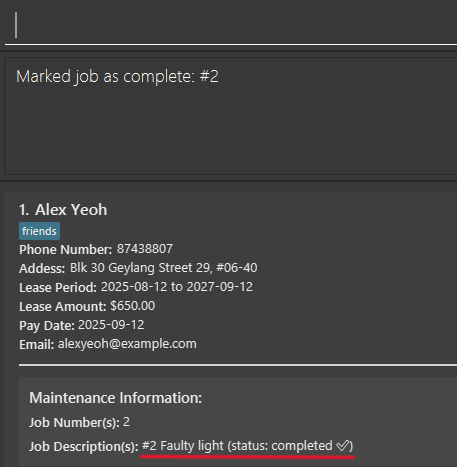 Marked job as complete: #2
1. Alex Yeoh
friends
Phone Number: 87438807
Addess: Blk 30 Geylang Street 29, #06-40
Lease Period: 2025-08-12 to 2027-09-12
Lease Amount: $650.00
Pay Date: 2025-09-12
Email: alexyeoh@example.com
Maintenance Information:
Job Number(s): 2
Job Description(s): #2 Faulty light (status: completed ✅)